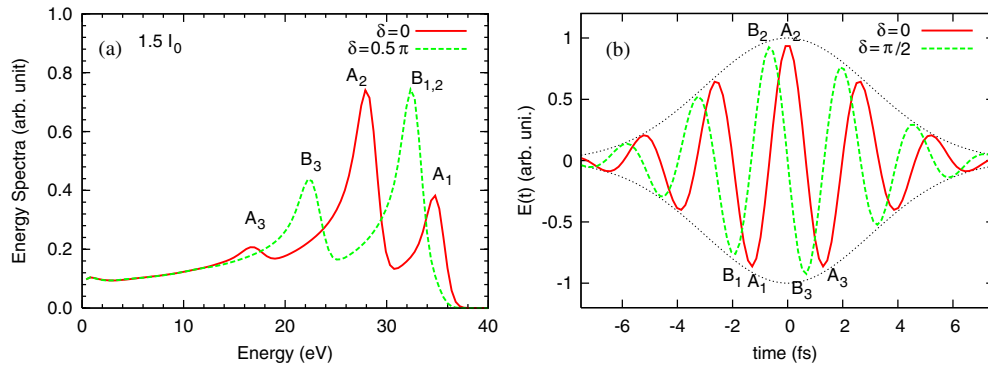 (a)
1.5 I0
δ=0
δ=0.5π
A2
B1,2
B3
A1
A3
Energy Spectra (arb. unit)
1.0
0.8
0.6
0.4
0.2
0.0
0
10
20
30
40
Energy (eV)
(b)
B2
A2
δ=0
δ=π/2
B1
A1
B3
A3
E(t) (arb. uni.)
1
0.5
0
-0.5
-1
-6
-4
-2
0
2
4
6
time (fs)